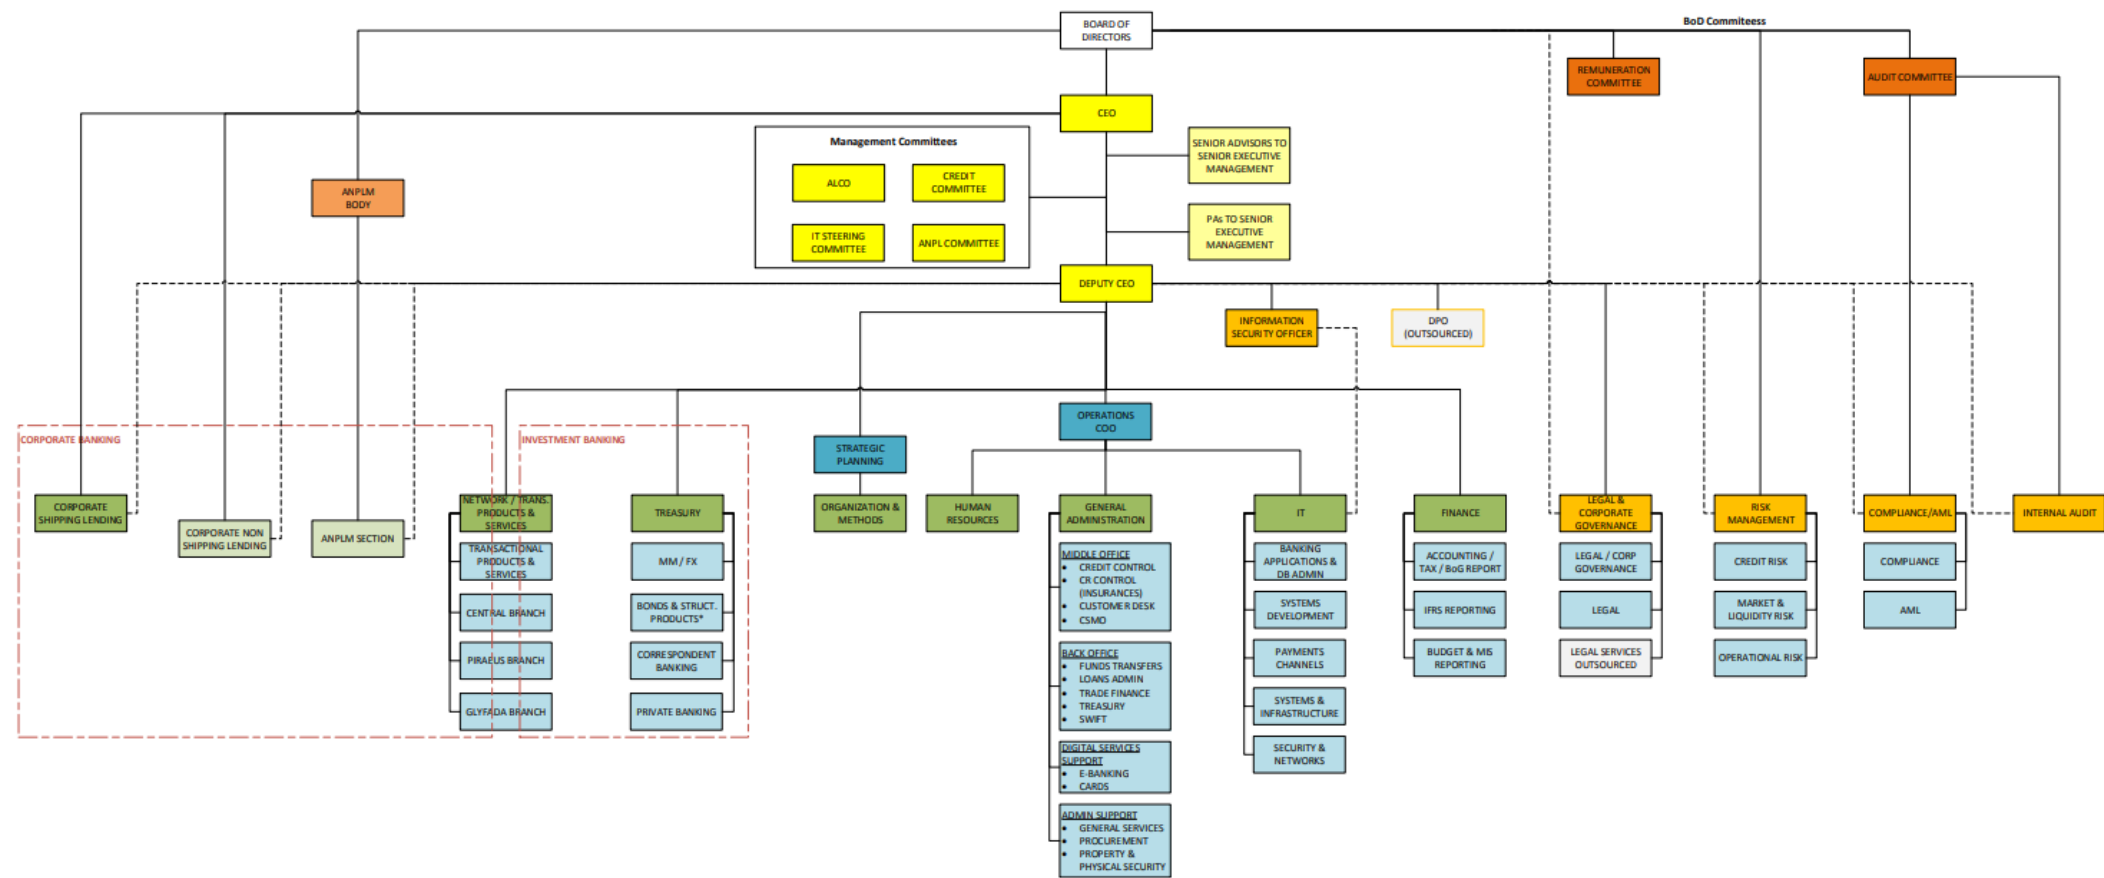 BoD Commiteess
BOARD OF
DIRECTORS
REMUNERATION
COMMITTEE
AUDIT COMMITTEE
CEO
Management Committees
ALCO
CREDIT
COMMITTEE
IT STEERING
COMMITTEE
ANPL COMMITTEE
SENIOR ADVISORS TO
SENIOR EXECUTIVE
MANAGEMENT
PAs TO SENIOR
EXECUTIVE
MANAGEMENT
ANPLM
BODY
DEPUTY CEO
INFORMATION
SECURITY OFFICER
DPO
(OUTSOURCED)
OPERATIONS
COO
STRATEGIC
PLANNING
CORPORATE BANKING
INVESTMENT BANKING
CORPORATE
SHIPPING LENDING
CORPORATE NON
SHIPPING LENDING
ANPLM SECTION
NETWORK / TRANS.
PRODUCTS &
SERVICES
TRANSACTIONAL
PRODUCTS &
SERVICES
CENTRAL BRANCH
PIRAEUS BRANCH
GLYFADA BRANCH
TREASURY
MM / FX
BONDS & STRUCT.
PRODUCTS*
CORRESPONDENT
BANKING
PRIVATE BANKING
ORGANIZATION &
METHODS
HUMAN
RESOURCES
GENERAL
ADMINISTRATION
MIDDLE OFFICE
• CREDIT CONTROL
• CR CONTROL
(INSURANCES)
• CUSTOMER DESK
• CSMO
BACK OFFICE
• FUNDS TRANSFERS
• LOANS ADMIN
• TRADE FINANCE
• TREASURY
• SWIFT
DIGITAL SERVICES
SUPPORT
• E-BANKING
• CARDS
ADMIN SUPPORT
• GENERAL SERVICES
• PROCUREMENT
• PROPERTY &
PHYSICAL SECURITY
IT
BANKING
APPLICATIONS &
DB ADMIN
SYSTEMS
DEVELOPMENT
PAYMENTS
CHANNELS
SYSTEMS &
INFRASTRUCTURE
SECURITY &
NETWORKS
FINANCE
ACCOUNTING /
TAX / BoG REPORT
IFRS REPORTING
BUDGET & MIS
REPORTING
LEGAL &
CORPORATE
GOVERNANCE
LEGAL / CORP
GOVERNANCE
LEGAL
LEGAL SERVICES
OUTSOURCED
RISK
MANAGEMENT
CREDIT RISK
MARKET &
LIQUIDITY RISK
OPERATIONAL RISK
COMPLIANCE/AML
COMPLIANCE
AML
INTERNAL AUDIT